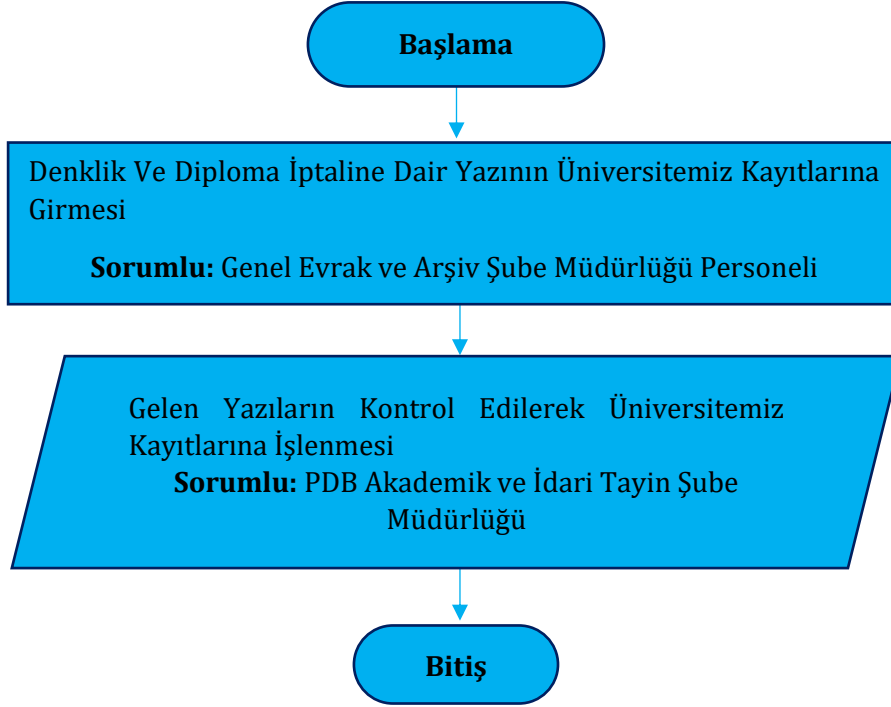 Başlama
Denklik Ve Diploma İptaline Dair Yazının Üniversitemiz Kayıtlarına
Girmesi
Sorumlu: Genel Evrak ve Arşiv Şube Müdürlüğü Personeli
Gelen Yazıların Kontrol Edilerek Üniversitemiz
Kayıtlarına İşlenmesi
Sorumlu: PDB Akademik ve İdari Tayin Şube
Müdürlüğü
Bitiş